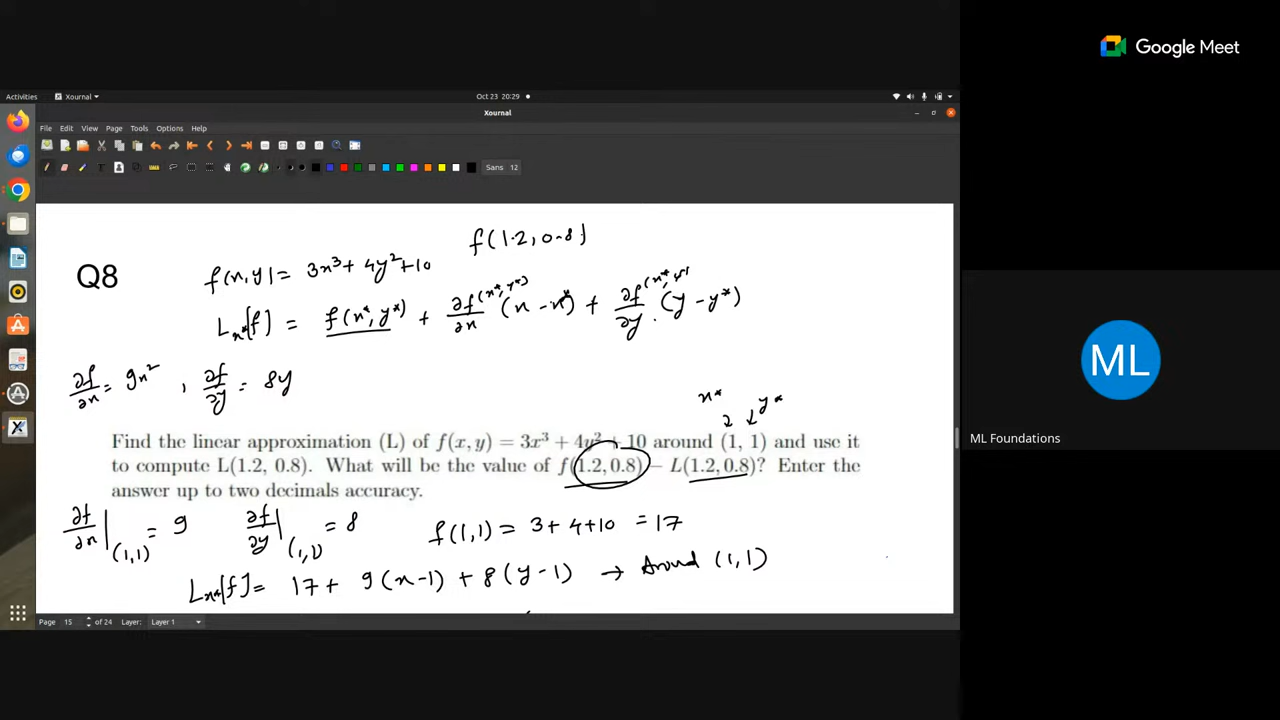 Google Meet
Activities Xournal Oct 23 20:29
Xournal
File Edit View Page Tools Options Help
Sans 12
f(1.2, 0.8)
Q8
f(x,y) = 3x³ + 4y² + 10
Lₓ*[f] = f(x*, y*) + ∂f/∂x (x*, y*) (x - x*) + ∂f/∂y (x*, y*) . (y - y*)
∂f/∂x = 9x² , ∂f/∂y = 8y
x* y*
Find the linear approximation (L) of f(x, y) = 3x³ + 4y² + 10 around (1, 1) and use it
to compute L(1.2, 0.8). What will be the value of f(1.2, 0.8) − L(1.2, 0.8)? Enter the
answer up to two decimals accuracy.
∂f/∂x |(1,1) = 9 ∂f/∂y |(1,1) = 8 f(1,1) = 3+4+10 = 17
Lₓ*[f] = 17 + 9(x-1) + 8(y-1) → Around (1,1)
Page 15 of 24 Layer: Layer 1
ML
ML Foundations